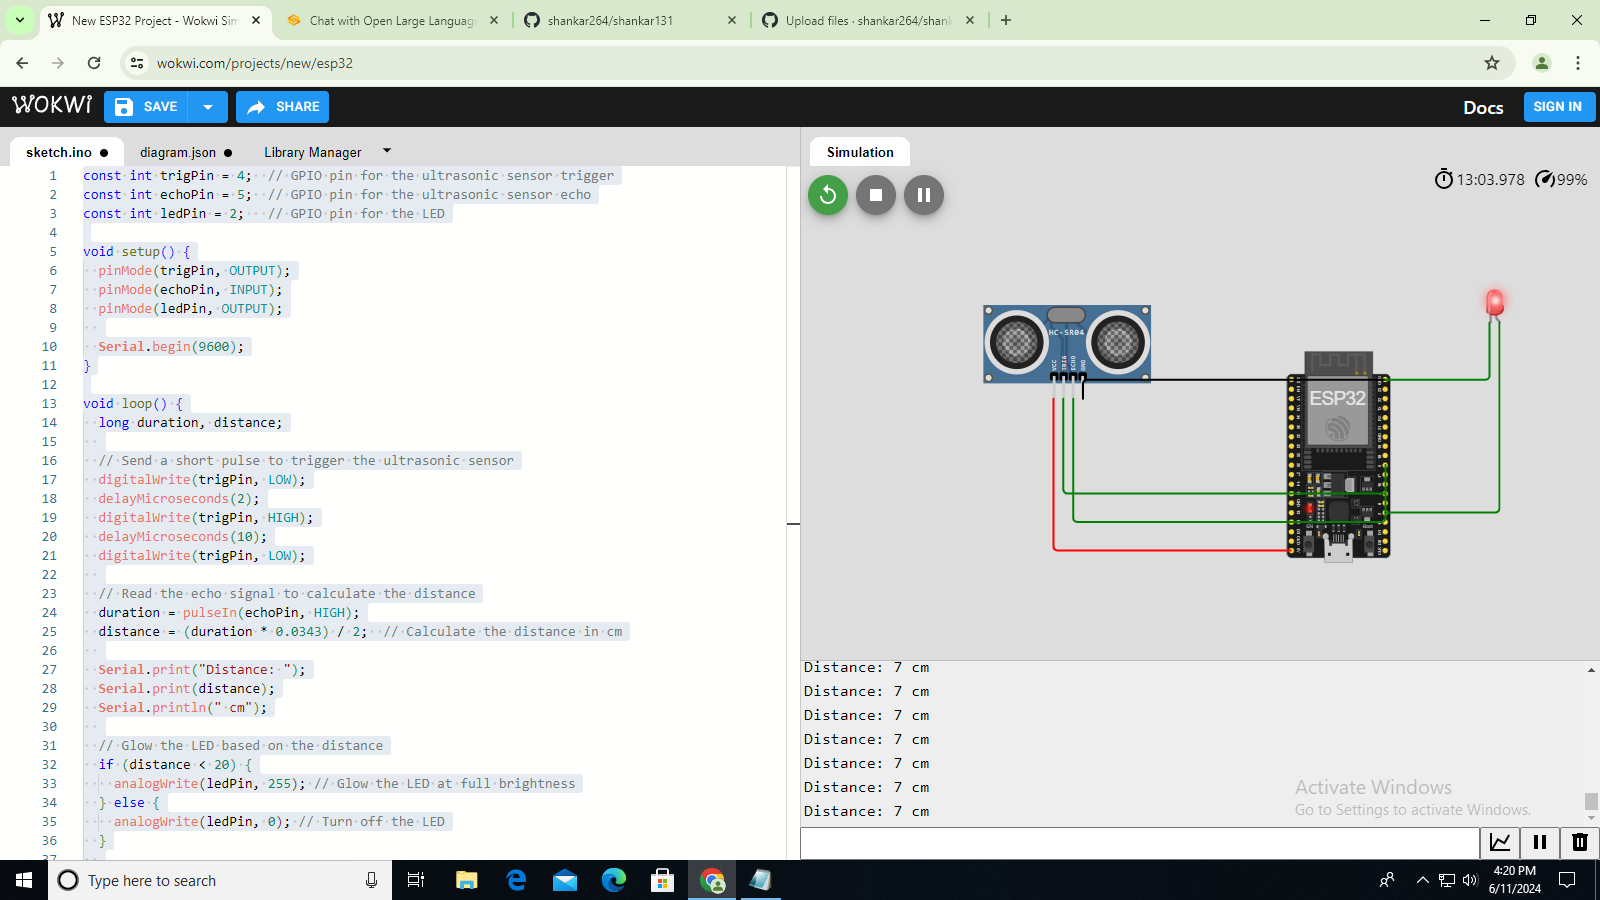 New ESP32 Project - Wokwi Sim
Chat with Open Large Language
shankar264/shankar131
Upload files · shankar264/shank
wokwi.com/projects/new/esp32
WOKWI
SAVE
SHARE
Docs
SIGN IN
sketch.ino
diagram.json
Library Manager
Simulation
13:03.978
99%
1 const int trigPin = 4;  // GPIO pin for the ultrasonic sensor trigger
2 const int echoPin = 5;  // GPIO pin for the ultrasonic sensor echo
3 const int ledPin = 2;   // GPIO pin for the LED
4
5 void setup() {
6   pinMode(trigPin, OUTPUT);
7   pinMode(echoPin, INPUT);
8   pinMode(ledPin, OUTPUT);
9
10   Serial.begin(9600);
11 }
12
13 void loop() {
14   long duration, distance;
15
16   // Send a short pulse to trigger the ultrasonic sensor
17   digitalWrite(trigPin, LOW);
18   delayMicroseconds(2);
19   digitalWrite(trigPin, HIGH);
20   delayMicroseconds(10);
21   digitalWrite(trigPin, LOW);
22
23   // Read the echo signal to calculate the distance
24   duration = pulseIn(echoPin, HIGH);
25   distance = (duration * 0.0343) / 2;  // Calculate the distance in cm
26
27   Serial.print("Distance: ");
28   Serial.print(distance);
29   Serial.println(" cm");
30
31   // Glow the LED based on the distance
32   if (distance < 20) {
33     analogWrite(ledPin, 255); // Glow the LED at full brightness
34   } else {
35     analogWrite(ledPin, 0); // Turn off the LED
36   }
37
HC-SR04
VCC
TRIG
ECHO
GND
ESP32
EN
Boot
Distance: 7 cm
Distance: 7 cm
Distance: 7 cm
Distance: 7 cm
Distance: 7 cm
Distance: 7 cm
Distance: 7 cm
Activate Windows
Go to Settings to activate Windows.
Type here to search
4:20 PM
6/11/2024